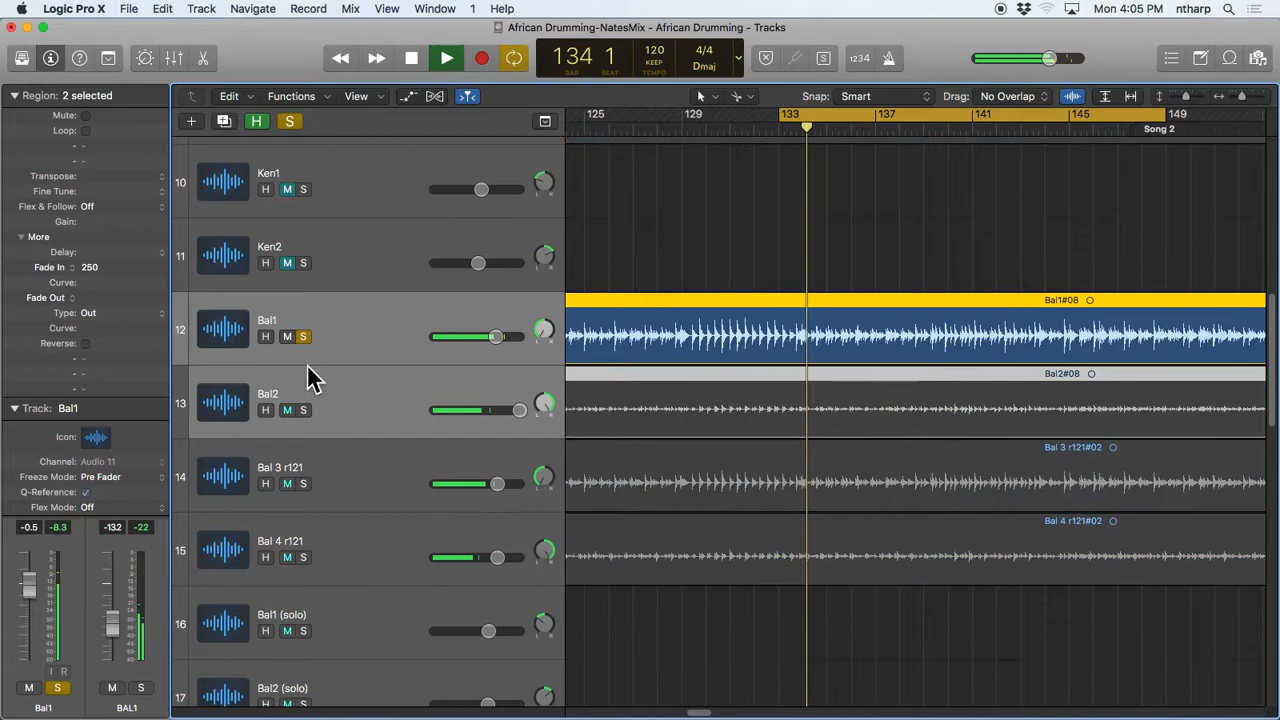 Logic Pro X File Edit Track Navigate Record Mix View Window 1 Help Mon 4:05 PM ntharp
African Drumming-NatesMix - African Drumming - Tracks
134 1 120 4/4
KEEP Dmaj
BAR BEAT TEMPO
S 1234
Region: 2 selected
Edit Functions View Snap: Smart Drag: No Overlap
H S
125 129 133 137 141 145 149
Song 2
Mute:
Loop:
Transpose:
Fine Tune:
Flex & Follow: Off
Gain:
More
Delay:
Fade In 250
Curve:
Fade Out
Type: Out
Curve:
Reverse:
Track: Bal1
Icon:
Channel: Audio 11
Freeze Mode: Pre Fader
Q-Reference:
Flex Mode: Off
-0.5 -8.3 -13.2 -22
I R
M S M S
Bal1 BAL1
10 Ken1
H M S L R
11 Ken2
H M S L R
12 Bal1
H M S L R
Bal1#08
13 Bal2
H M S L R
Bal2#08
14 Bal 3 r121
H M S L R
Bal 3 r121#02
15 Bal 4 r121
H M S L R
Bal 4 r121#02
16 Bal1 (solo)
H M S L R
17 Bal2 (solo)
H M S